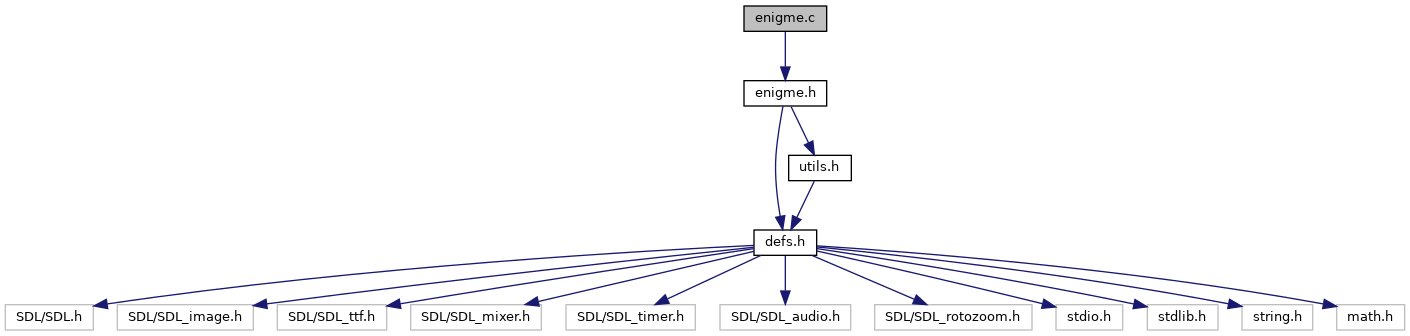 enigme.c
enigme.h
utils.h
defs.h
SDL/SDL.h
SDL/SDL_image.h
SDL/SDL_ttf.h
SDL/SDL_mixer.h
SDL/SDL_timer.h
SDL/SDL_audio.h
SDL/SDL_rotozoom.h
stdio.h
stdlib.h
string.h
math.h